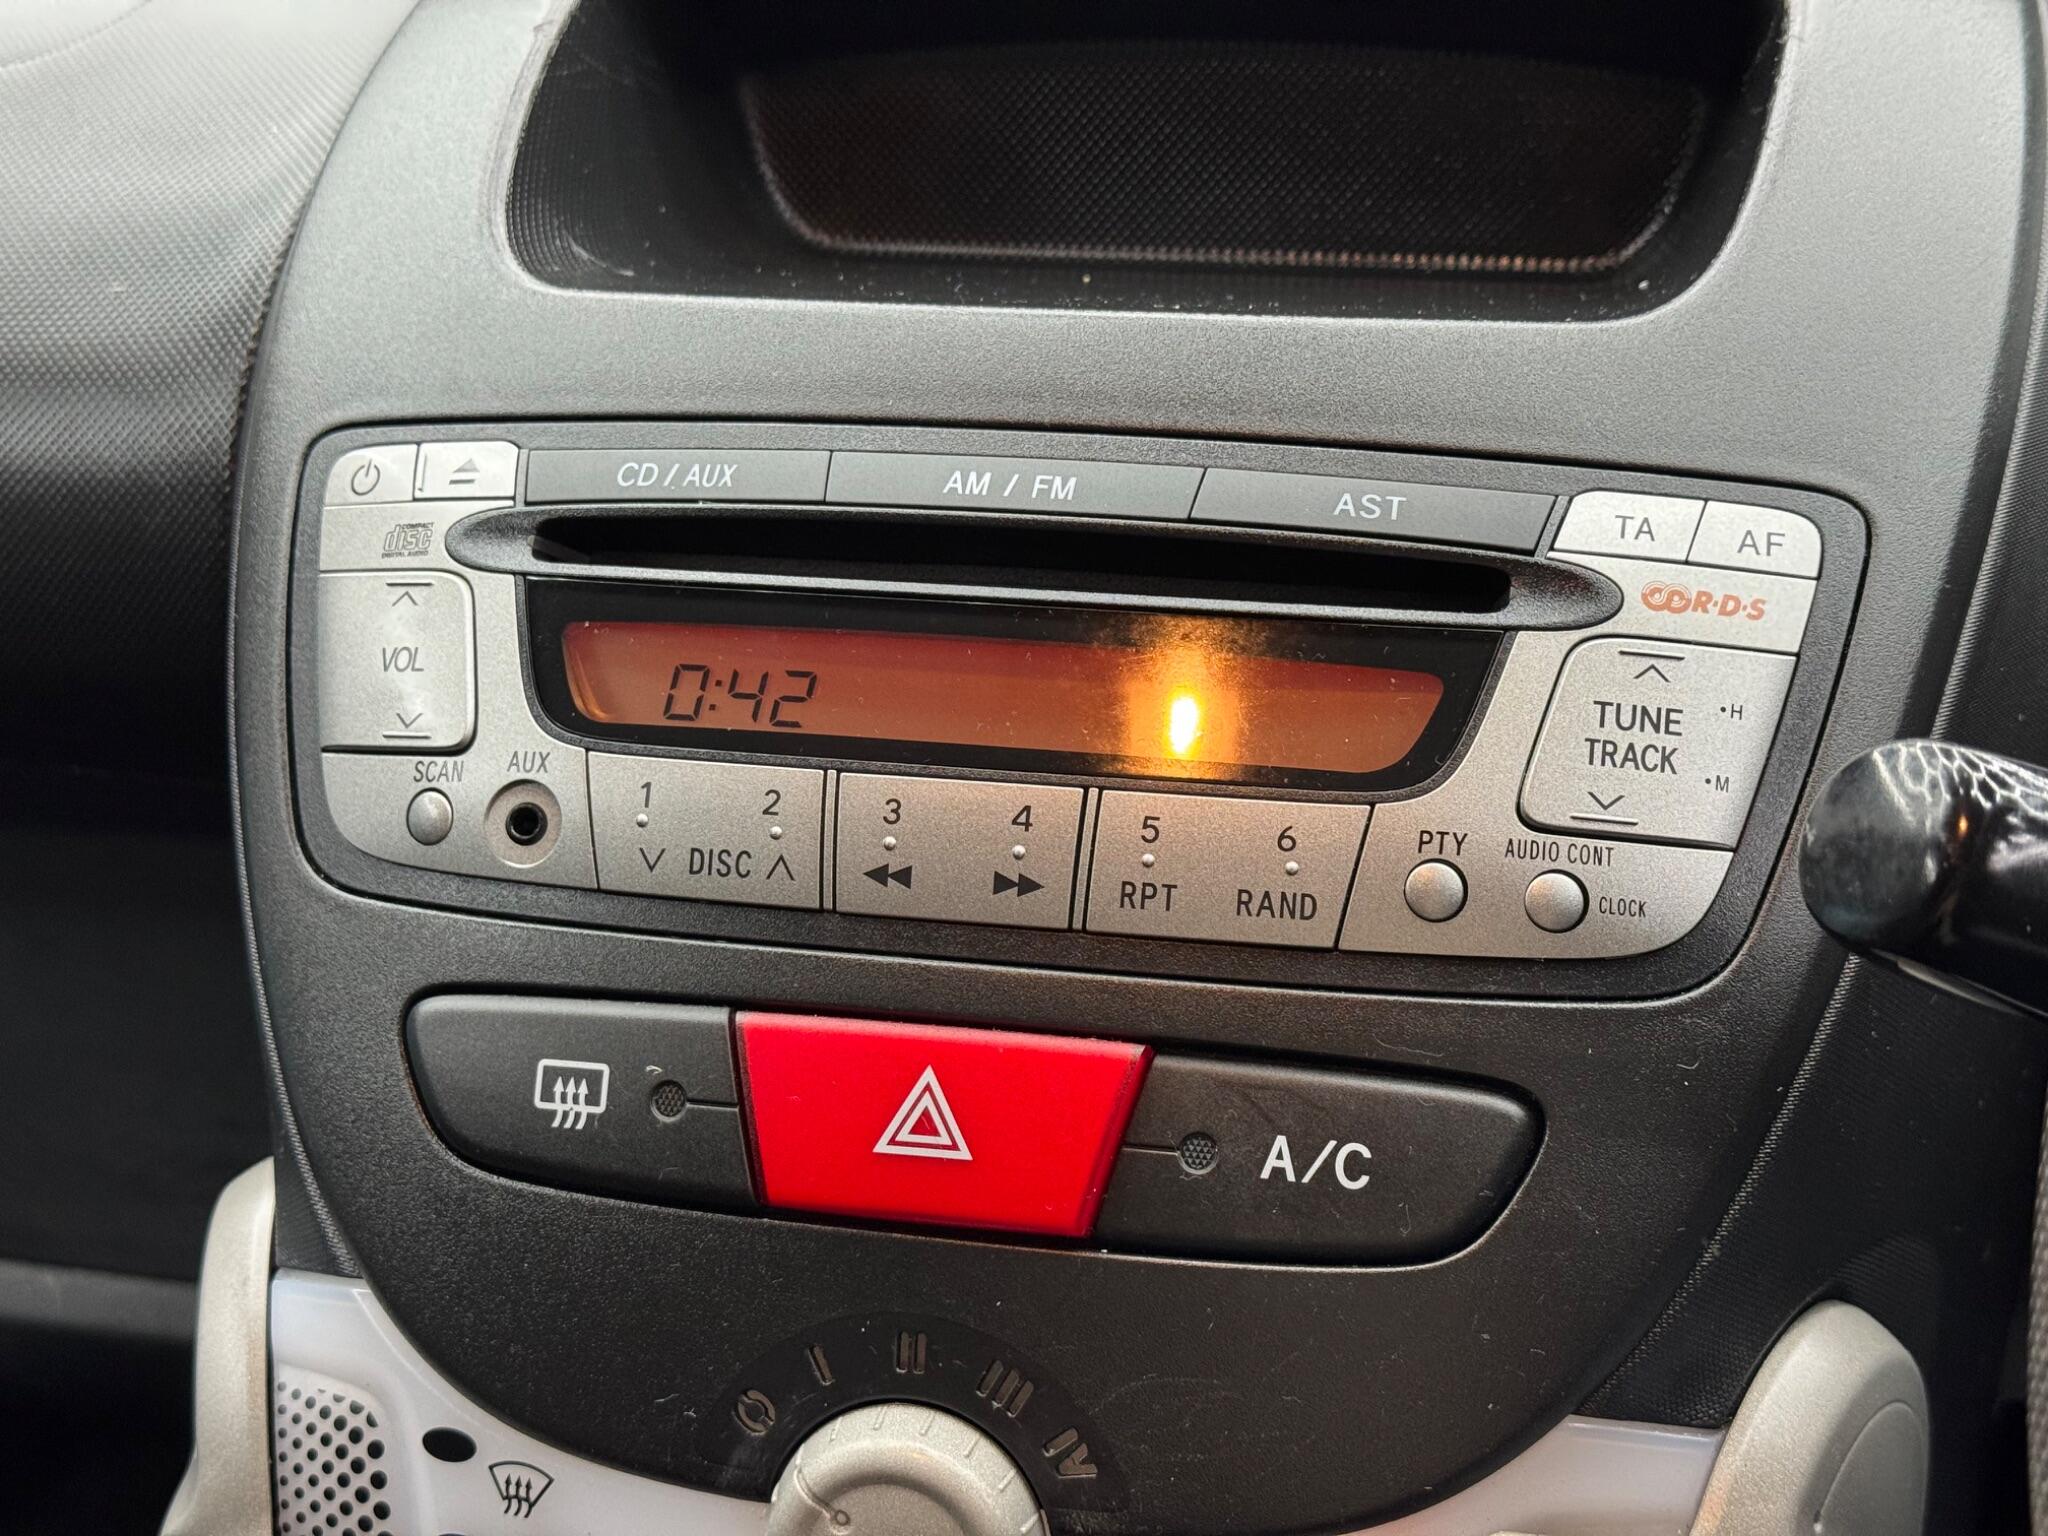 CD / AUX
AM / FM
AST
TA
AF
COMPACT
disc
DIGITAL AUDIO
R·D·S
VOL
0:42
TUNE
TRACK
•H
•M
SCAN
AUX
1
2
3
4
5
6
DISC
RPT
RAND
PTY
AUDIO CONT
CLOCK
A/C
0
I
II
III
IV